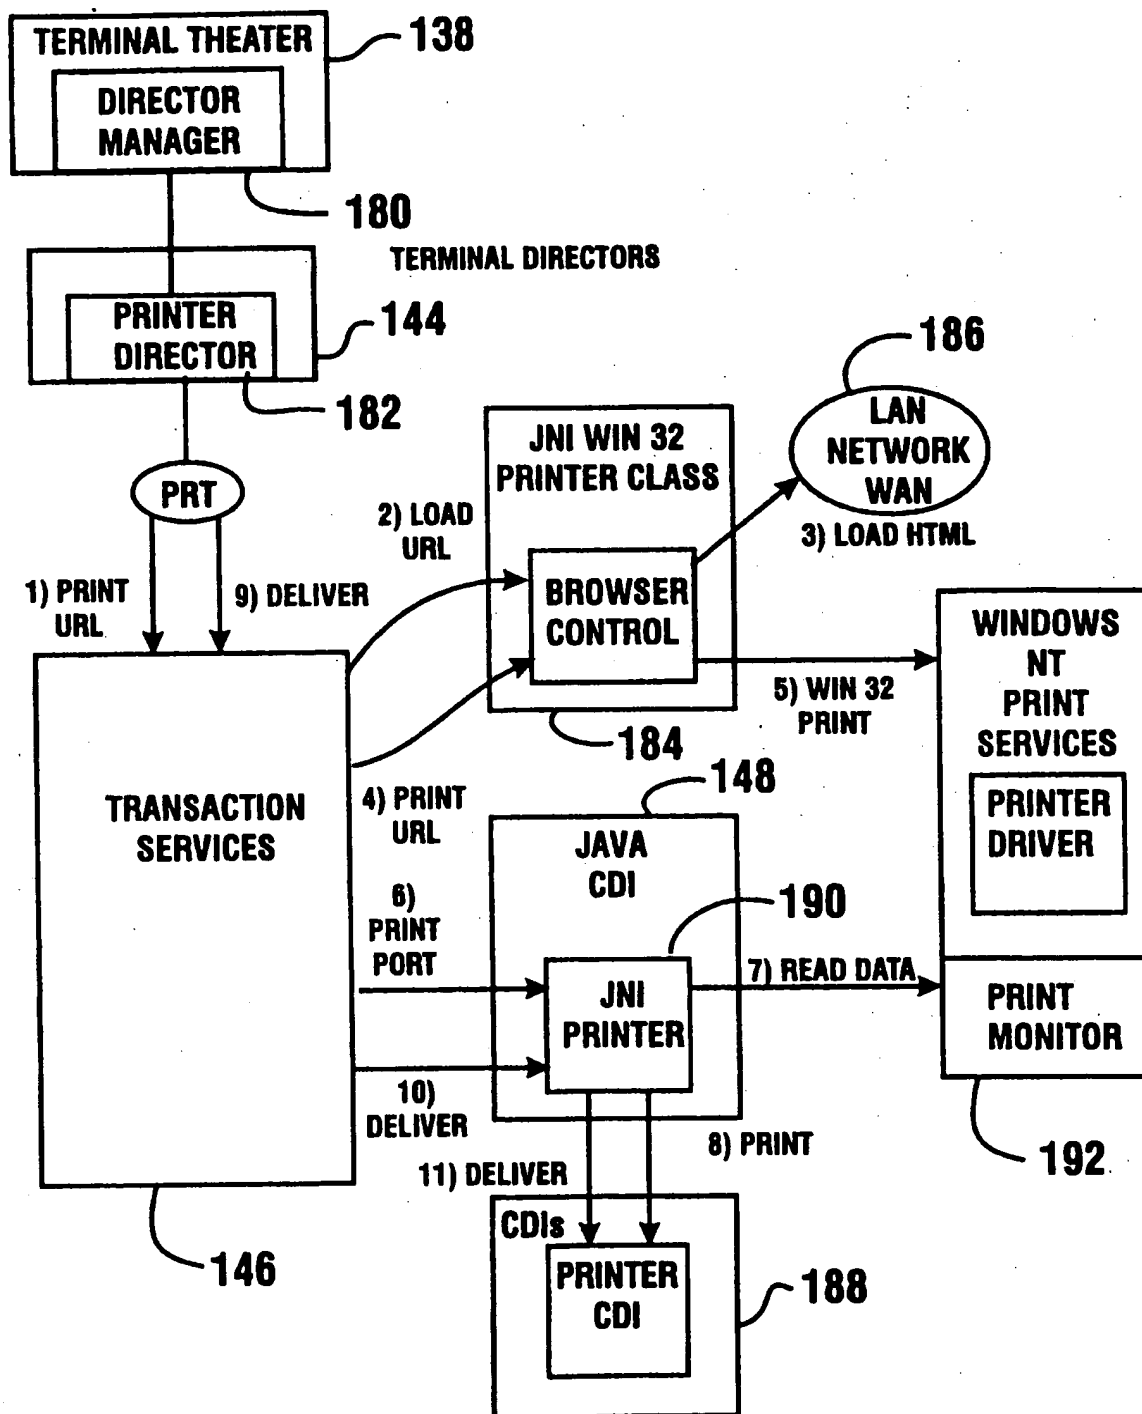 TERMINAL THEATER
138
DIRECTOR
MANAGER
180
TERMINAL DIRECTORS
PRINTER
DIRECTOR
144
182
186
LAN
NETWORK
WAN
JNI WIN 32
PRINTER CLASS
PRT
2) LOAD
URL
3) LOAD HTML
1) PRINT
URL
9) DELIVER
BROWSER
CONTROL
WINDOWS
NT
PRINT
SERVICES
5) WIN 32
PRINT
184
148
TRANSACTION
SERVICES
4) PRINT
URL
JAVA
CDI
PRINTER
DRIVER
6)
PRINT
PORT
190
7) READ DATA
JNI
PRINTER
PRINT
MONITOR
10)
DELIVER
8) PRINT
11) DELIVER
192
CDIs
146
PRINTER
CDI
188